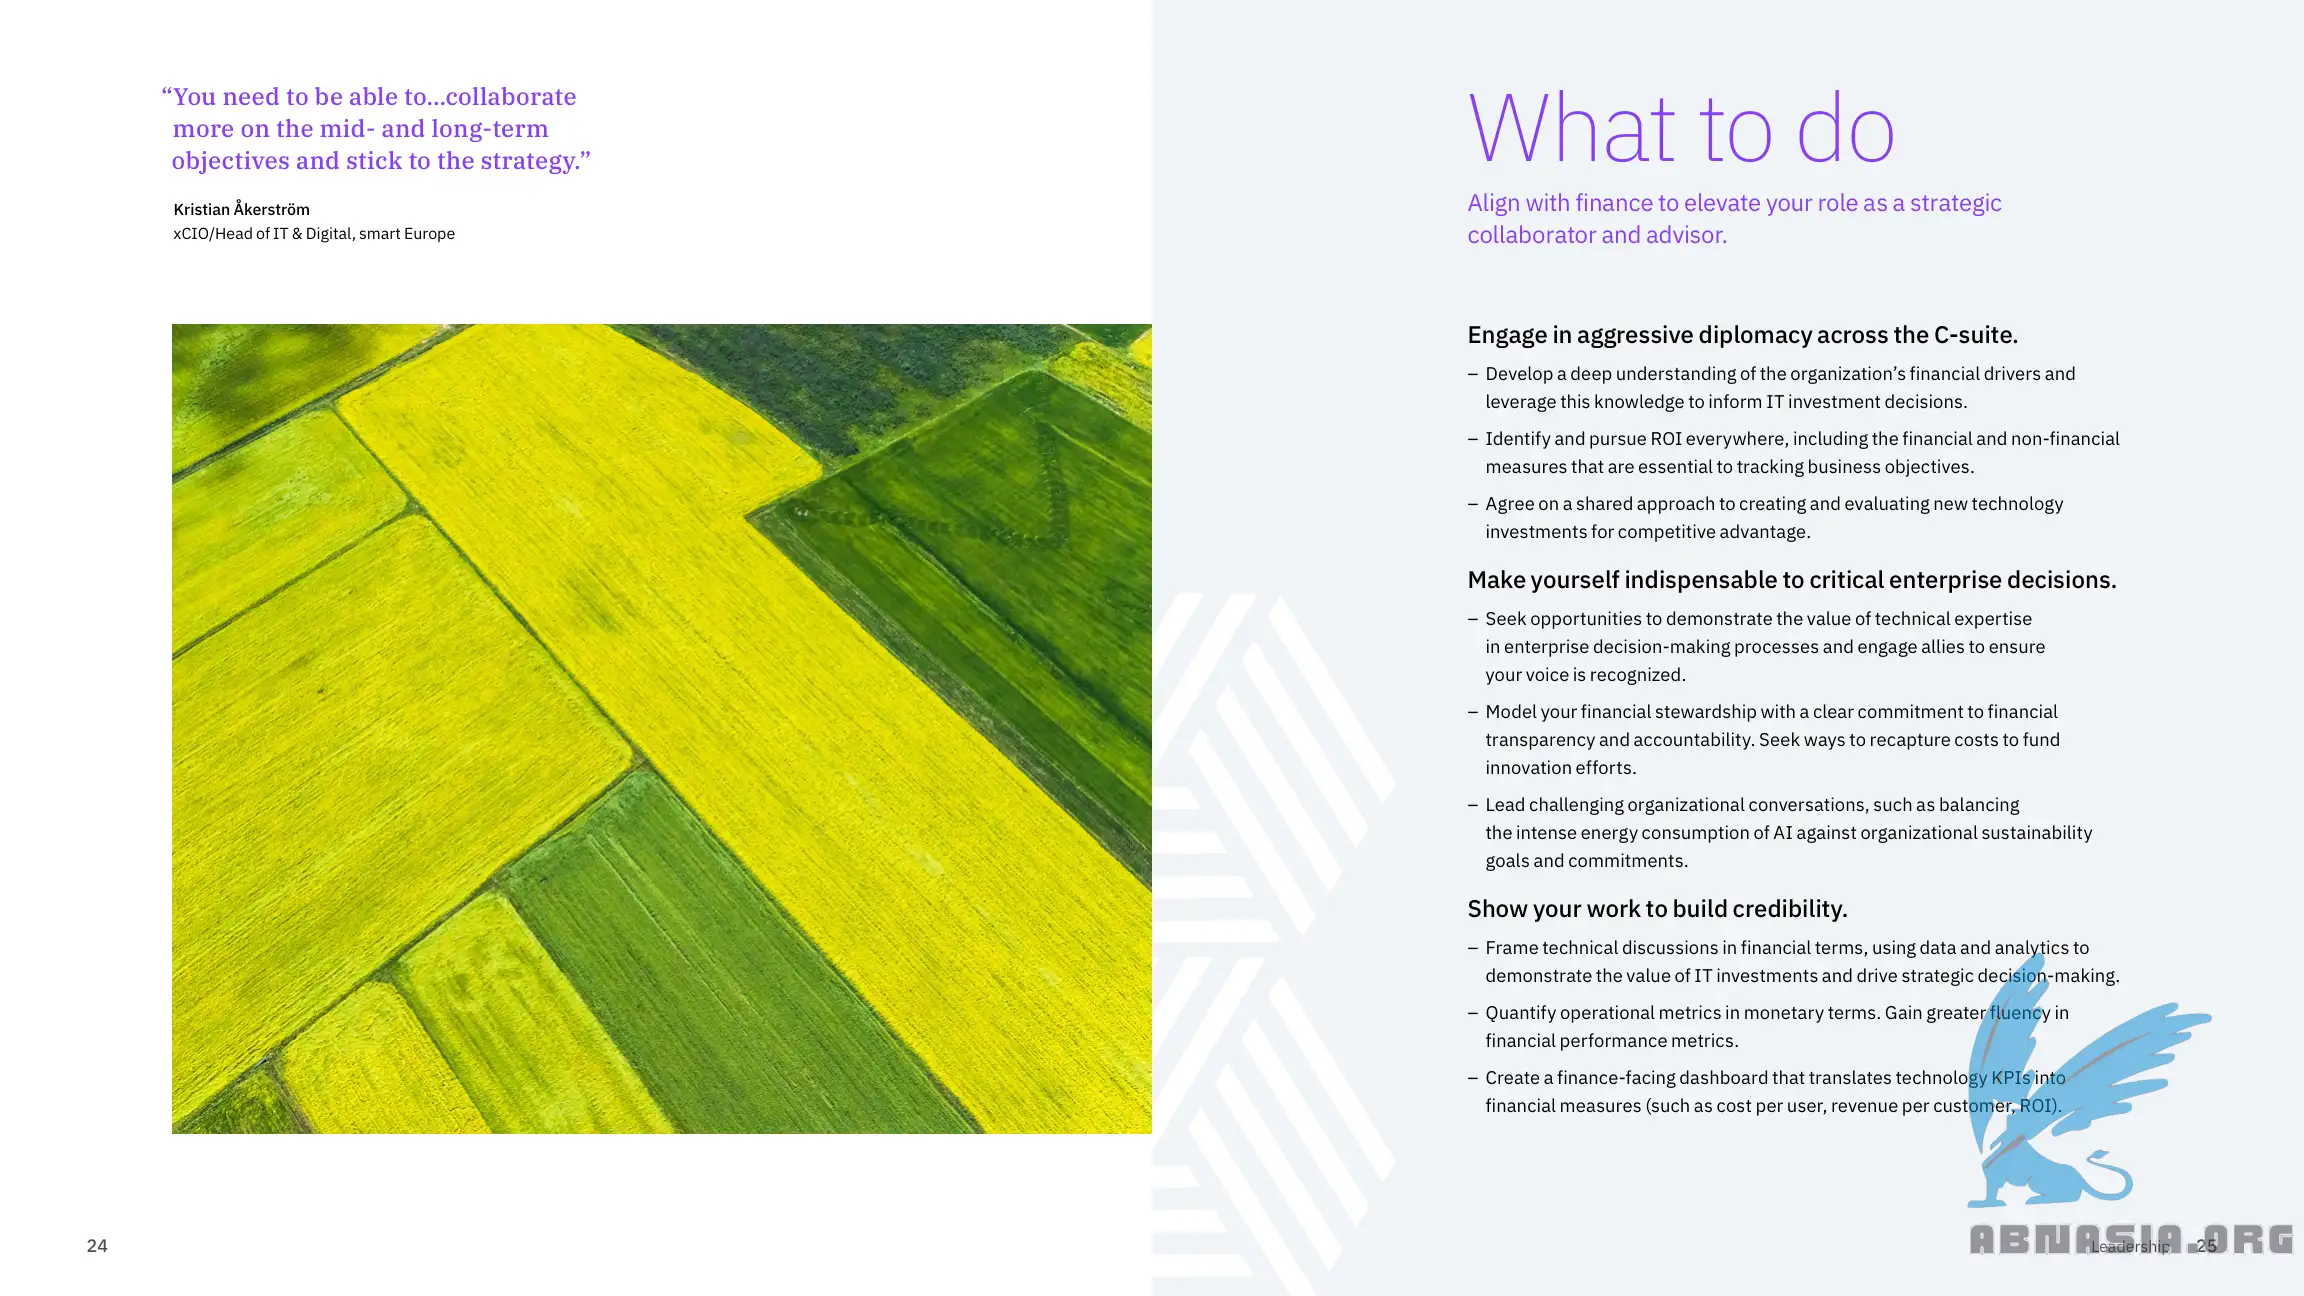 “You need to be able to...collaborate
more on the mid- and long-term
objectives and stick to the strategy.”
Kristian Åkerström
xCIO/Head of IT & Digital, smart Europe
24
What to do
Align with finance to elevate your role as a strategic
collaborator and advisor.
Engage in aggressive diplomacy across the C-suite.
– Develop a deep understanding of the organization’s financial drivers and
leverage this knowledge to inform IT investment decisions.
– Identify and pursue ROI everywhere, including the financial and non-financial
measures that are essential to tracking business objectives.
– Agree on a shared approach to creating and evaluating new technology
investments for competitive advantage.
Make yourself indispensable to critical enterprise decisions.
– Seek opportunities to demonstrate the value of technical expertise
in enterprise decision-making processes and engage allies to ensure
your voice is recognized.
– Model your financial stewardship with a clear commitment to financial
transparency and accountability. Seek ways to recapture costs to fund
innovation efforts.
– Lead challenging organizational conversations, such as balancing
the intense energy consumption of AI against organizational sustainability
goals and commitments.
Show your work to build credibility.
– Frame technical discussions in financial terms, using data and analytics to
demonstrate the value of IT investments and drive strategic decision-making.
– Quantify operational metrics in monetary terms. Gain greater fluency in
financial performance metrics.
– Create a finance-facing dashboard that translates technology KPIs into
financial measures (such as cost per user, revenue per customer, ROI).
ABNASIA.ORG
Leadership 25